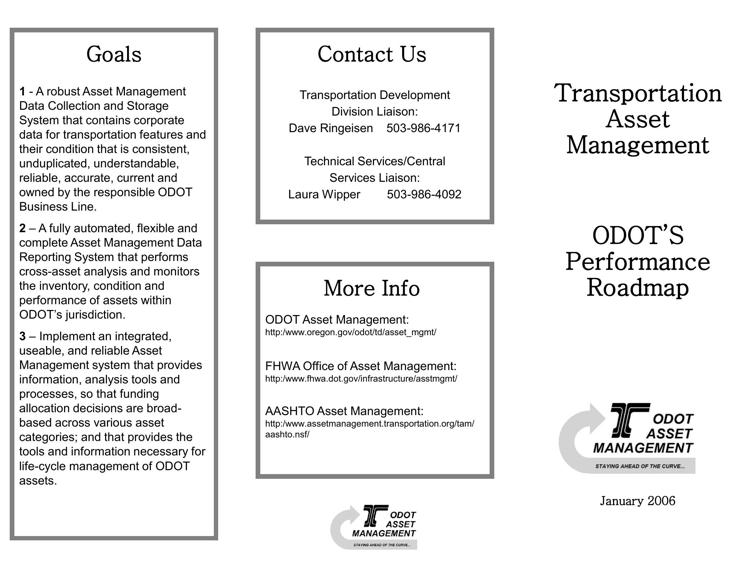 Goals
1 - A robust Asset Management
Data Collection and Storage
System that contains corporate
data for transportation features and
their condition that is consistent,
unduplicated, understandable,
reliable, accurate, current and
owned by the responsible ODOT
Business Line.
2 – A fully automated, flexible and
complete Asset Management Data
Reporting System that performs
cross-asset analysis and monitors
the inventory, condition and
performance of assets within
ODOT's jurisdiction.
3 – Implement an integrated,
useable, and reliable Asset
Management system that provides
information, analysis tools and
processes, so that funding
allocation decisions are broad-
based across various asset
categories; and that provides the
tools and information necessary for
life-cycle management of ODOT
assets.
Contact Us
Transportation Development
Division Liaison:
Dave Ringeisen 503-986-4171
Technical Services/Central
Services Liaison:
Laura Wipper 503-986-4092
More Info
ODOT Asset Management:
http:/www.oregon.gov/odot/td/asset_mgmt/
FHWA Office of Asset Management:
http:/www.fhwa.dot.gov/infrastructure/asstmgmt/
AASHTO Asset Management:
http:/www.assetmanagement.transportation.org/tam/
aashto.nsf/
ODOT
ASSET
MANAGEMENT
STAYING AHEAD OF THE CURVE...
Transportation
Asset
Management
ODOT'S
Performance
Roadmap
ODOT
ASSET
MANAGEMENT
STAYING AHEAD OF THE CURVE...
January 2006